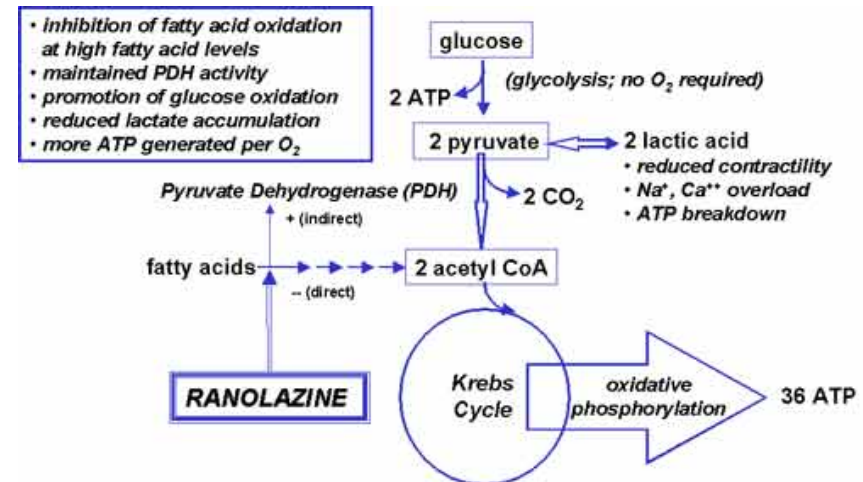 • inhibition of fatty acid oxidation
at high fatty acid levels
• maintained PDH activity
• promotion of glucose oxidation
• reduced lactate accumulation
• more ATP generated per O₂
glucose
(glycolysis; no O₂ required)
2 ATP
2 pyruvate
2 lactic acid
• reduced contractility
• Na⁺, Ca⁺⁺ overload
• ATP breakdown
Pyruvate Dehydrogenase (PDH)
2 CO₂
+ (indirect)
fatty acids
2 acetyl CoA
-- (direct)
RANOLAZINE
Krebs
Cycle
oxidative
phosphorylation
36 ATP